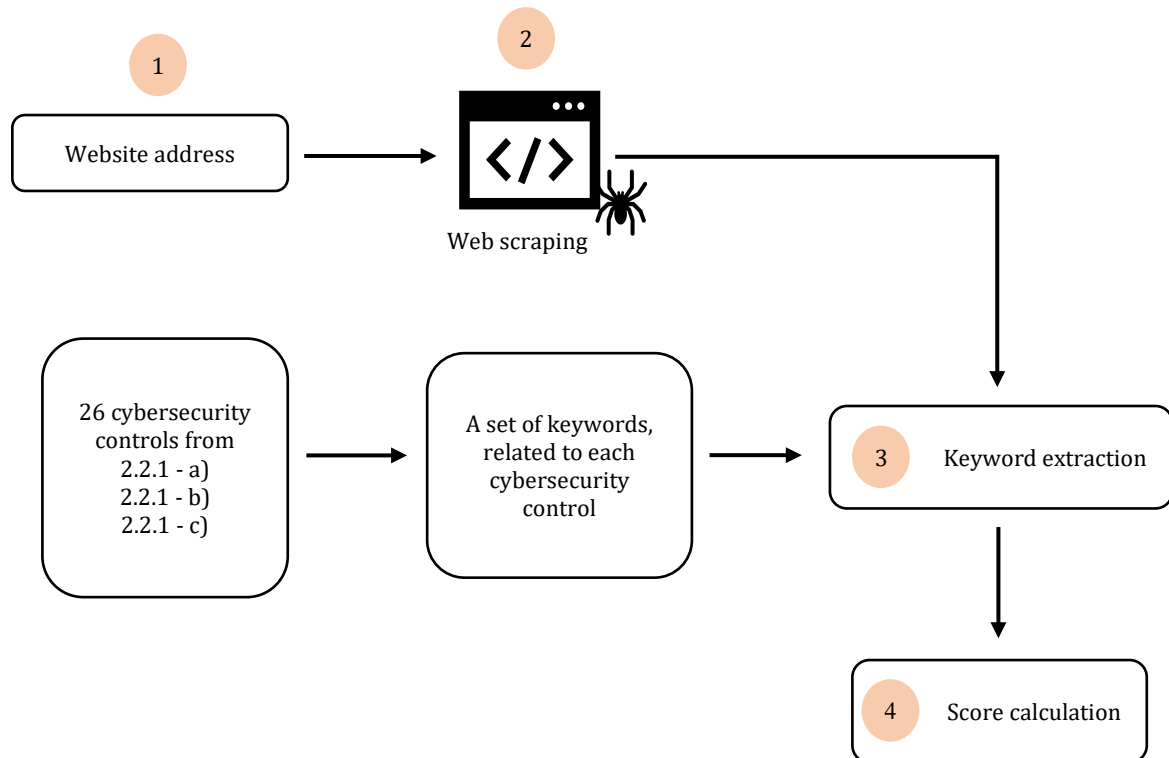 1
2
Website address
</>
Web scraping
26 cybersecurity
controls from
2.2.1 - a)
2.2.1 - b)
2.2.1 - c)
A set of keywords,
related to each
cybersecurity
control
3 Keyword extraction
4 Score calculation